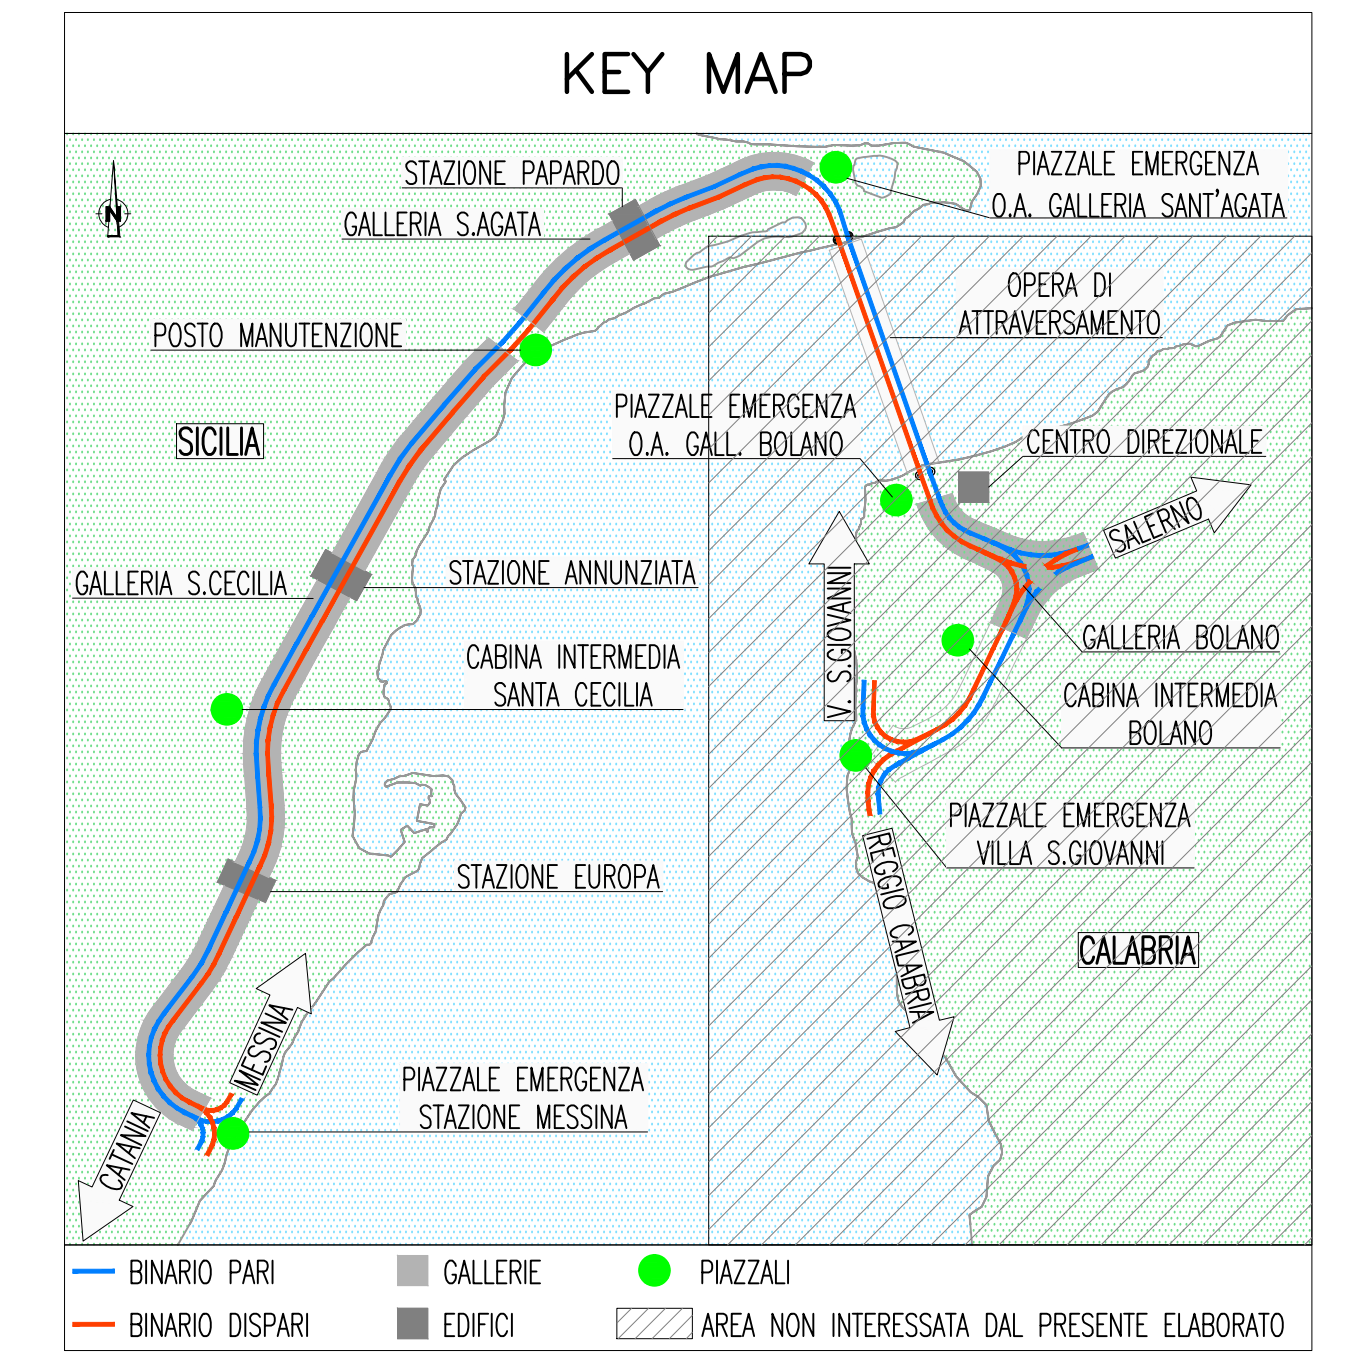 KEY MAP
N
STAZIONE PAPARDO
GALLERIA S.AGATA
PIAZZALE EMERGENZA
O.A. GALLERIA SANT'AGATA
OPERA DI
ATTRAVERSAMENTO
POSTO MANUTENZIONE
SICILIA
PIAZZALE EMERGENZA
O.A. GALL. BOLANO
CENTRO DIREZIONALE
SALERNO
GALLERIA S.CECILIA
STAZIONE ANNUNZIATA
V. S.GIOVANNI
GALLERIA BOLANO
CABINA INTERMEDIA
SANTA CECILIA
CABINA INTERMEDIA
BOLANO
PIAZZALE EMERGENZA
VILLA S.GIOVANNI
STAZIONE EUROPA
REGGIO CALABRIA
CALABRIA
MESSINA
PIAZZALE EMERGENZA
STAZIONE MESSINA
CATANIA
BINARIO PARI
GALLERIE
PIAZZALI
BINARIO DISPARI
EDIFICI
AREA NON INTERESSATA DAL PRESENTE ELABORATO